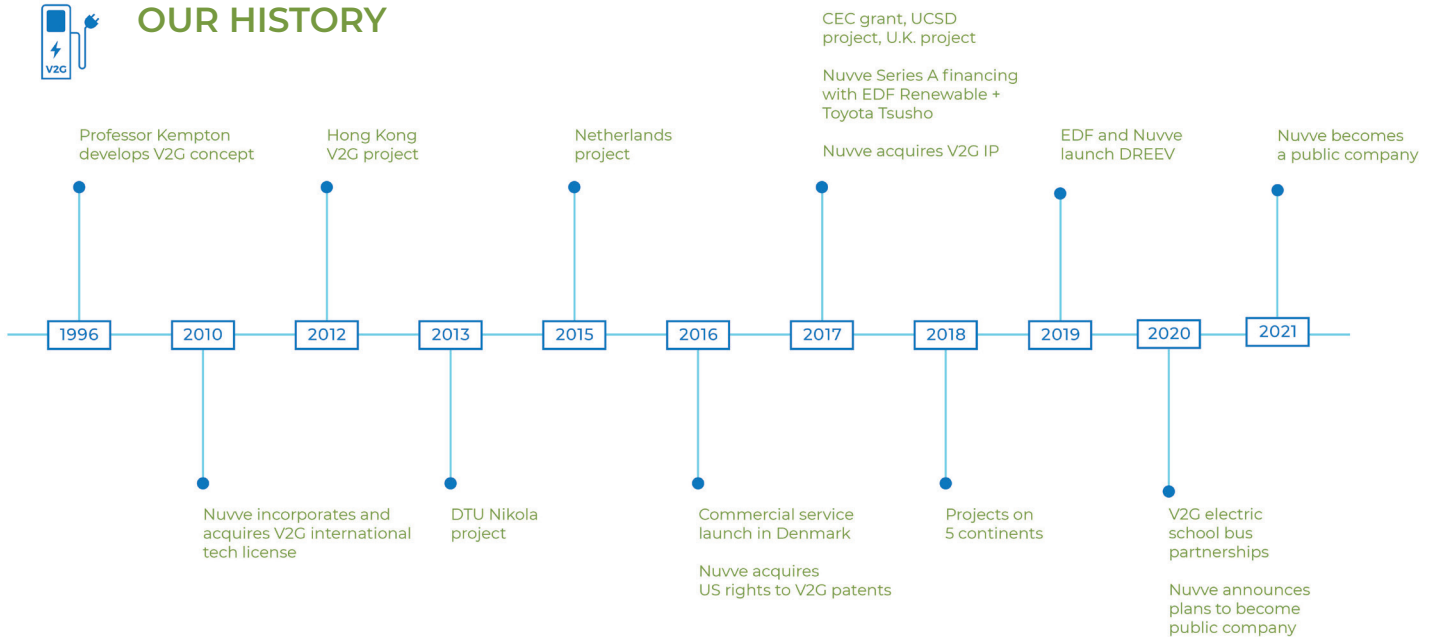 V2G
OUR HISTORY
Professor Kempton
develops V2G concept
Hong Kong
V2G project
Netherlands
project
CEC grant, UCSD
project, U.K. project
Nuvve Series A financing
with EDF Renewable +
Toyota Tsusho
Nuvve acquires V2G IP
EDF and Nuvve
launch DREEV
Nuvve becomes
a public company
1996
2010
2012
2013
2015
2016
2017
2018
2019
2020
2021
Nuvve incorporates and
acquires V2G international
tech license
DTU Nikola
project
Commercial service
launch in Denmark
Nuvve acquires
US rights to V2G patents
Projects on
5 continents
V2G electric
school bus
partnerships
Nuvve announces
plans to become
public company